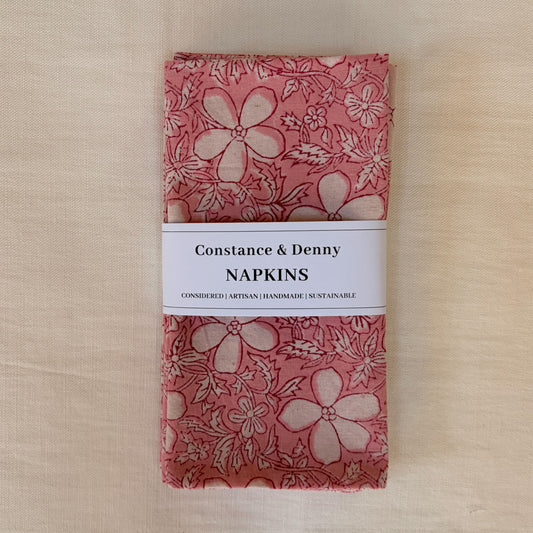 Constance & Denny
NAPKINS
CONSIDERED | ARTISAN | HANDMADE | SUSTAINABLE